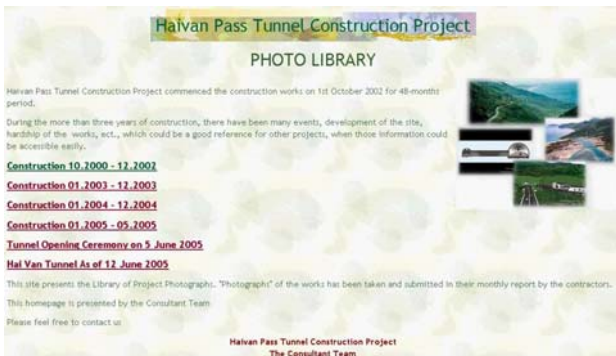 Haivan Pass Tunnel Construction Project
PHOTO LIBRARY
Haivan Pass Tunnel Construction Project commenced the construction works on 1st October 2002 for 48-months
period.
During the more than three years of construction, there have been many events, development of the site,
hardship of the works, ect., which could be a good reference for other projects, when those information could
be accessible easily.
Construction 10.2000 - 12.2002
Construction 01.2003 - 12.2003
Construction 01.2004 - 12.2004
Construction 01.2005 - 05.2005
Tunnel Opening Ceremony on 5 June 2005
Hai Van Tunnel As of 12 June 2005
This site presents the Library of Project Photographs. "Photographs" of the works has been taken and submitted in their monthly report by the contractors.
This homepage is presented by the Consultant Team
Please feel free to contact us
Haivan Pass Tunnel Construction Project
The Consultant Team